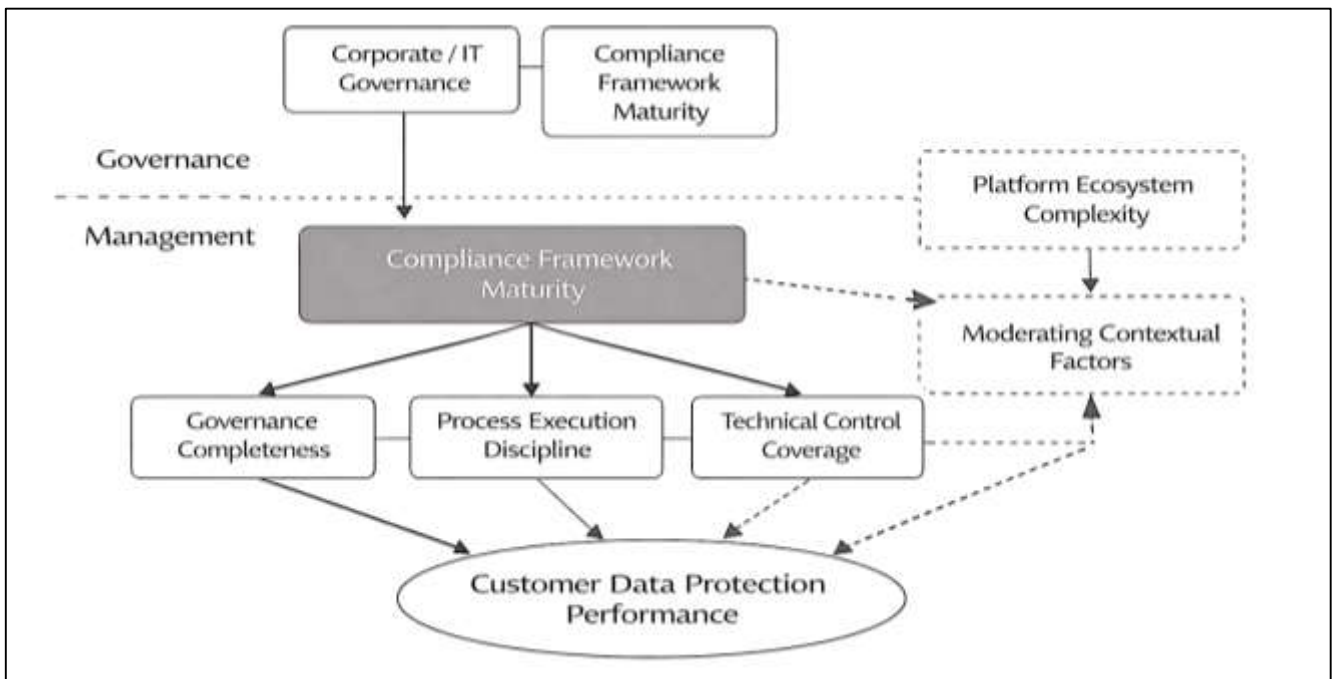 Corporate / IT
Governance
Compliance
Framework
Maturity
Governance
Platform Ecosystem
Complexity
Management
Compliance Framework
Maturity
Moderating Contextual
Factors
Governance
Completeness
Process Execution
Discipline
Technical Control
Coverage
Customer Data Protection
Performance